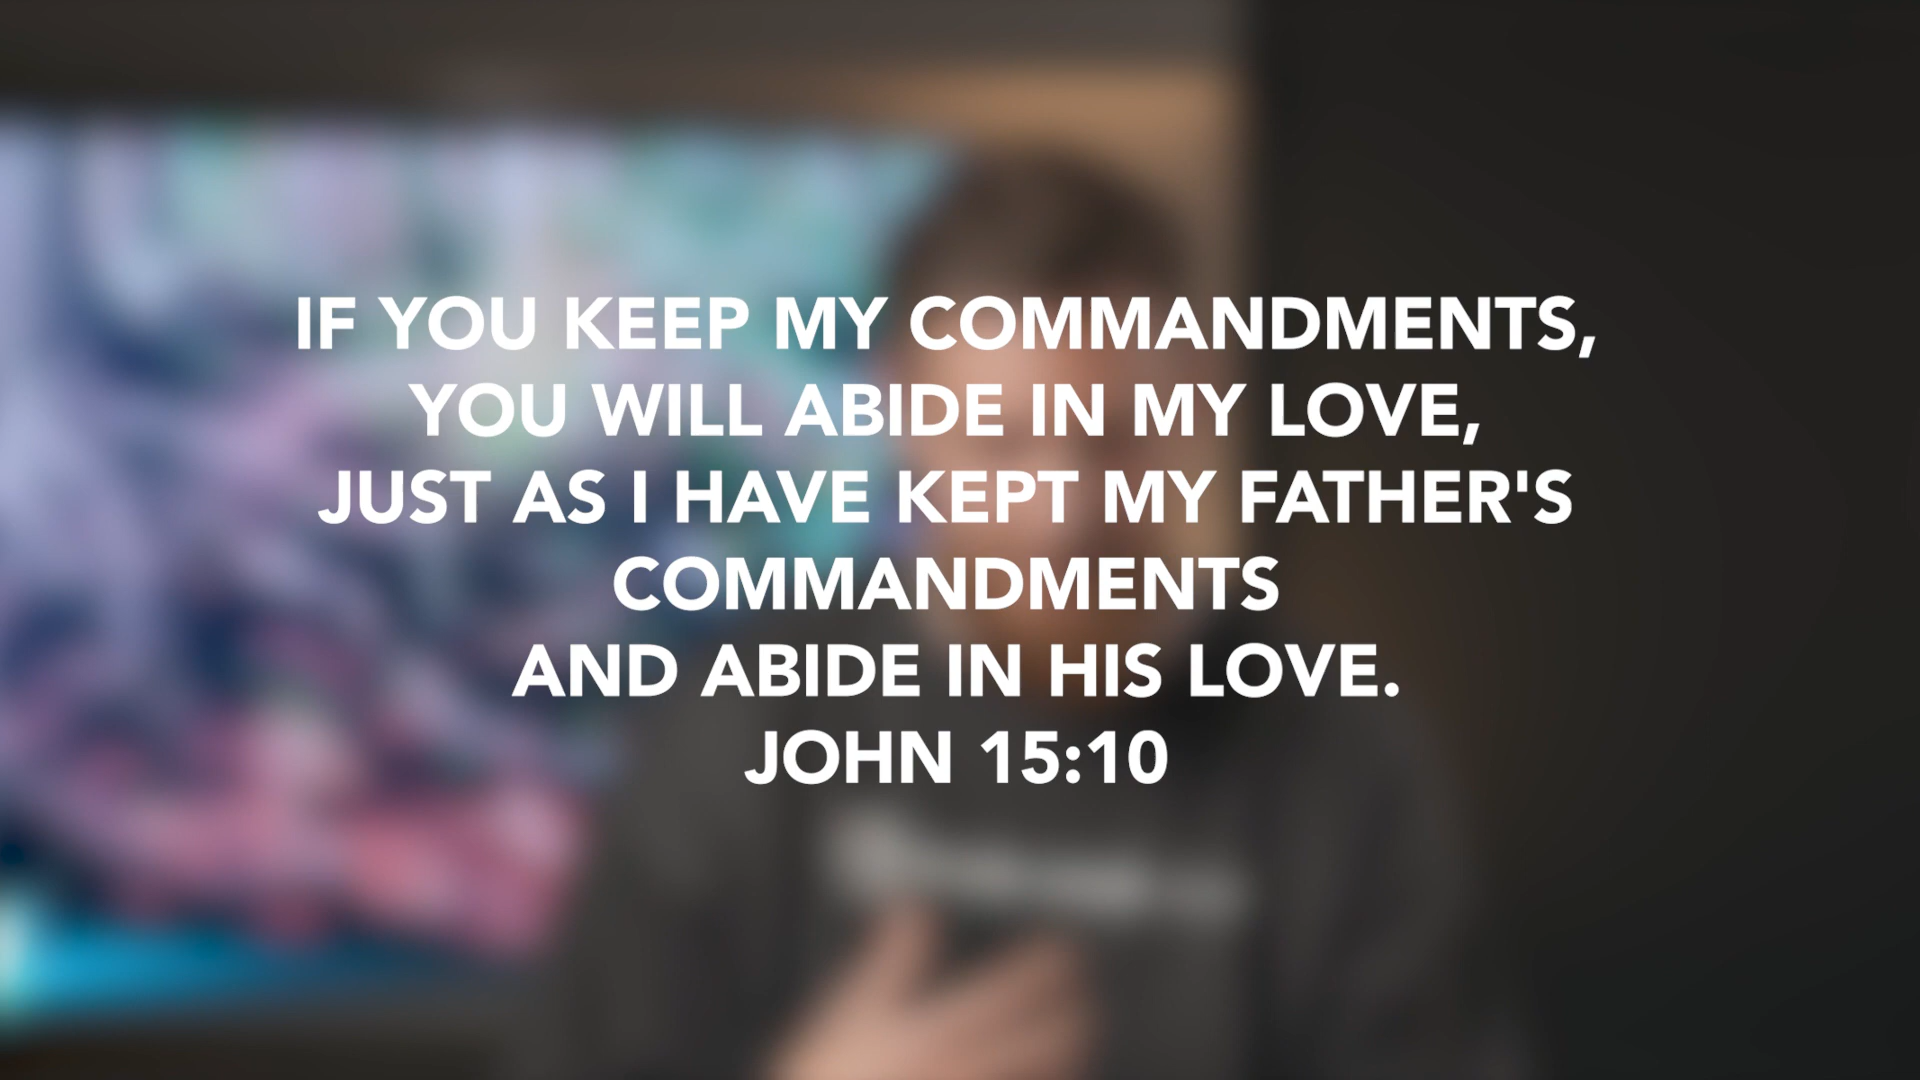 IF YOU KEEP MY COMMANDMENTS,
YOU WILL ABIDE IN MY LOVE,
JUST AS I HAVE KEPT MY FATHER'S
COMMANDMENTS
AND ABIDE IN HIS LOVE.
JOHN 15:10